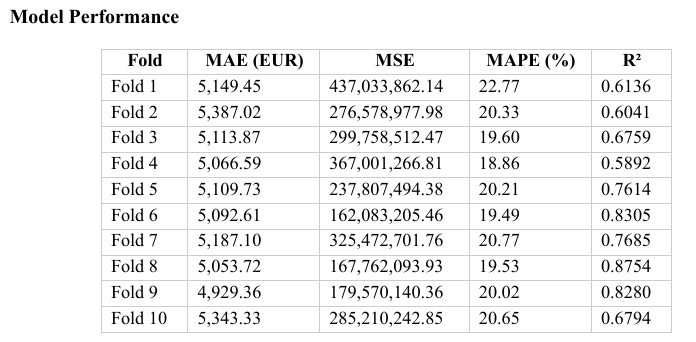 Model Performance
Fold MAE (EUR) MSE MAPE (%) R²
Fold 1 5,149.45 437,033,862.14 22.77 0.6136
Fold 2 5,387.02 276,578,977.98 20.33 0.6041
Fold 3 5,113.87 299,758,512.47 19.60 0.6759
Fold 4 5,066.59 367,001,266.81 18.86 0.5892
Fold 5 5,109.73 237,807,494.38 20.21 0.7614
Fold 6 5,092.61 162,083,205.46 19.49 0.8305
Fold 7 5,187.10 325,472,701.76 20.77 0.7685
Fold 8 5,053.72 167,762,093.93 19.53 0.8754
Fold 9 4,929.36 179,570,140.36 20.02 0.8280
Fold 10 5,343.33 285,210,242.85 20.65 0.6794